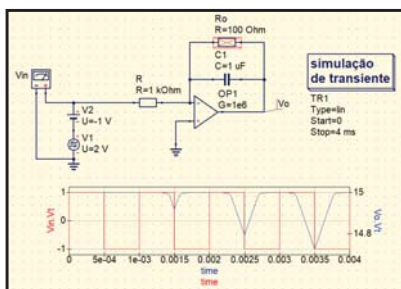 Ro
R=100 Ohm
Vin
R
R=1 kOhm
C1
C=1 uF
OP1
G=1e6
Vo
V2
U=-1 V
V1
U=2 V
simulação
de transiente
TR1
Type=lin
Start=0
Stop=4 ms
Vin.Vt
1
0
-1
15
14.8
Vo.Vt
0 5e-04 1e-03 0.0015 0.002 0.0025 0.003 0.0035 0.004
time
time